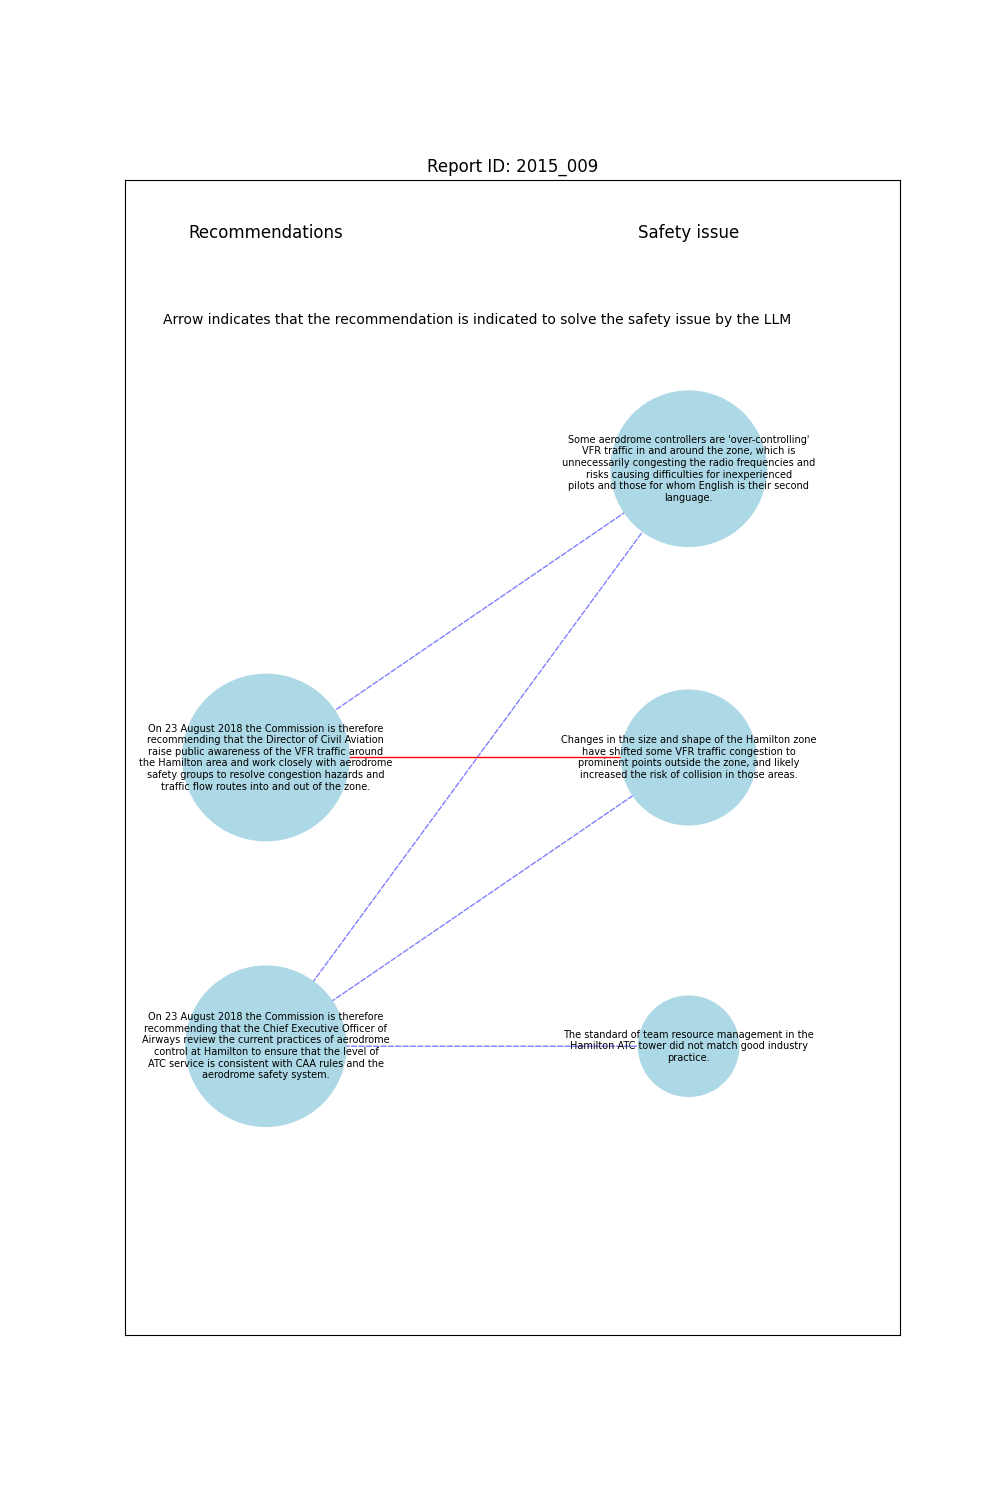 Report ID: 2015_009
Recommendations
Safety issue
Arrow indicates that the recommendation is indicated to solve the safety issue by the LLM
Some aerodrome controllers are 'over-controlling'
VFR traffic in and around the zone, which is
unnecessarily congesting the radio frequencies and
risks causing difficulties for inexperienced
pilots and those for whom English is their second
language.
On 23 August 2018 the Commission is therefore
recommending that the Director of Civil Aviation
raise public awareness of the VFR traffic around
the Hamilton area and work closely with aerodrome
safety groups to resolve congestion hazards and
traffic flow routes into and out of the zone.
Changes in the size and shape of the Hamilton zone
have shifted some VFR traffic congestion to
prominent points outside the zone, and likely
increased the risk of collision in those areas.
On 23 August 2018 the Commission is therefore
recommending that the Chief Executive Officer of
Airways review the current practices of aerodrome
control at Hamilton to ensure that the level of
ATC service is consistent with CAA rules and the
aerodrome safety system.
The standard of team resource management in the
Hamilton ATC tower did not match good industry
practice.